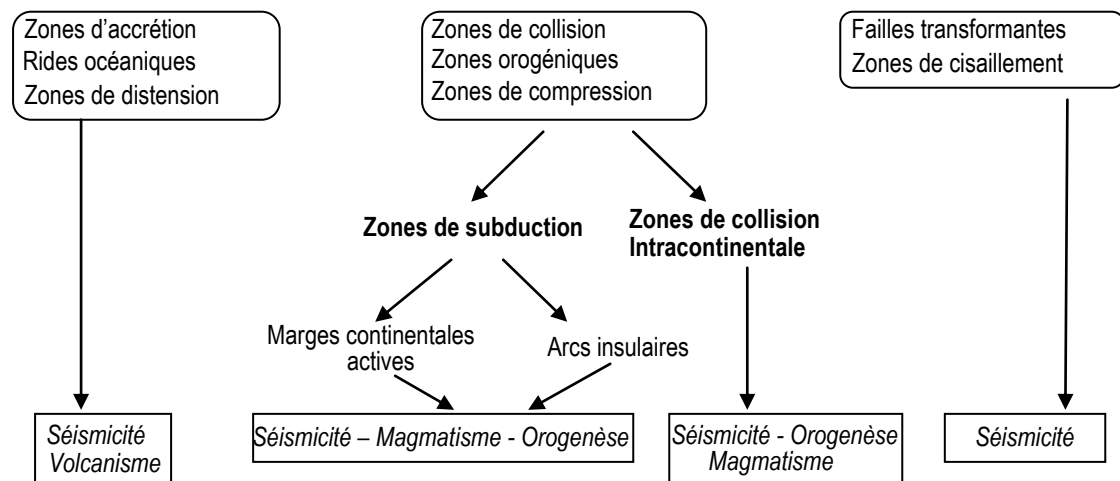 Zones d'accrétion
Rides océaniques
Zones de distension
Zones de collision
Zones orogéniques
Zones de compression
Failles transformantes
Zones de cisaillement
Zones de subduction
Zones de collision
Intracontinentale
Marges continentales
actives
Arcs insulaires
Séismicité
Volcanisme
Séismicité – Magmatisme - Orogenèse
Séismicité - Orogenèse
Magmatisme
Séismicité